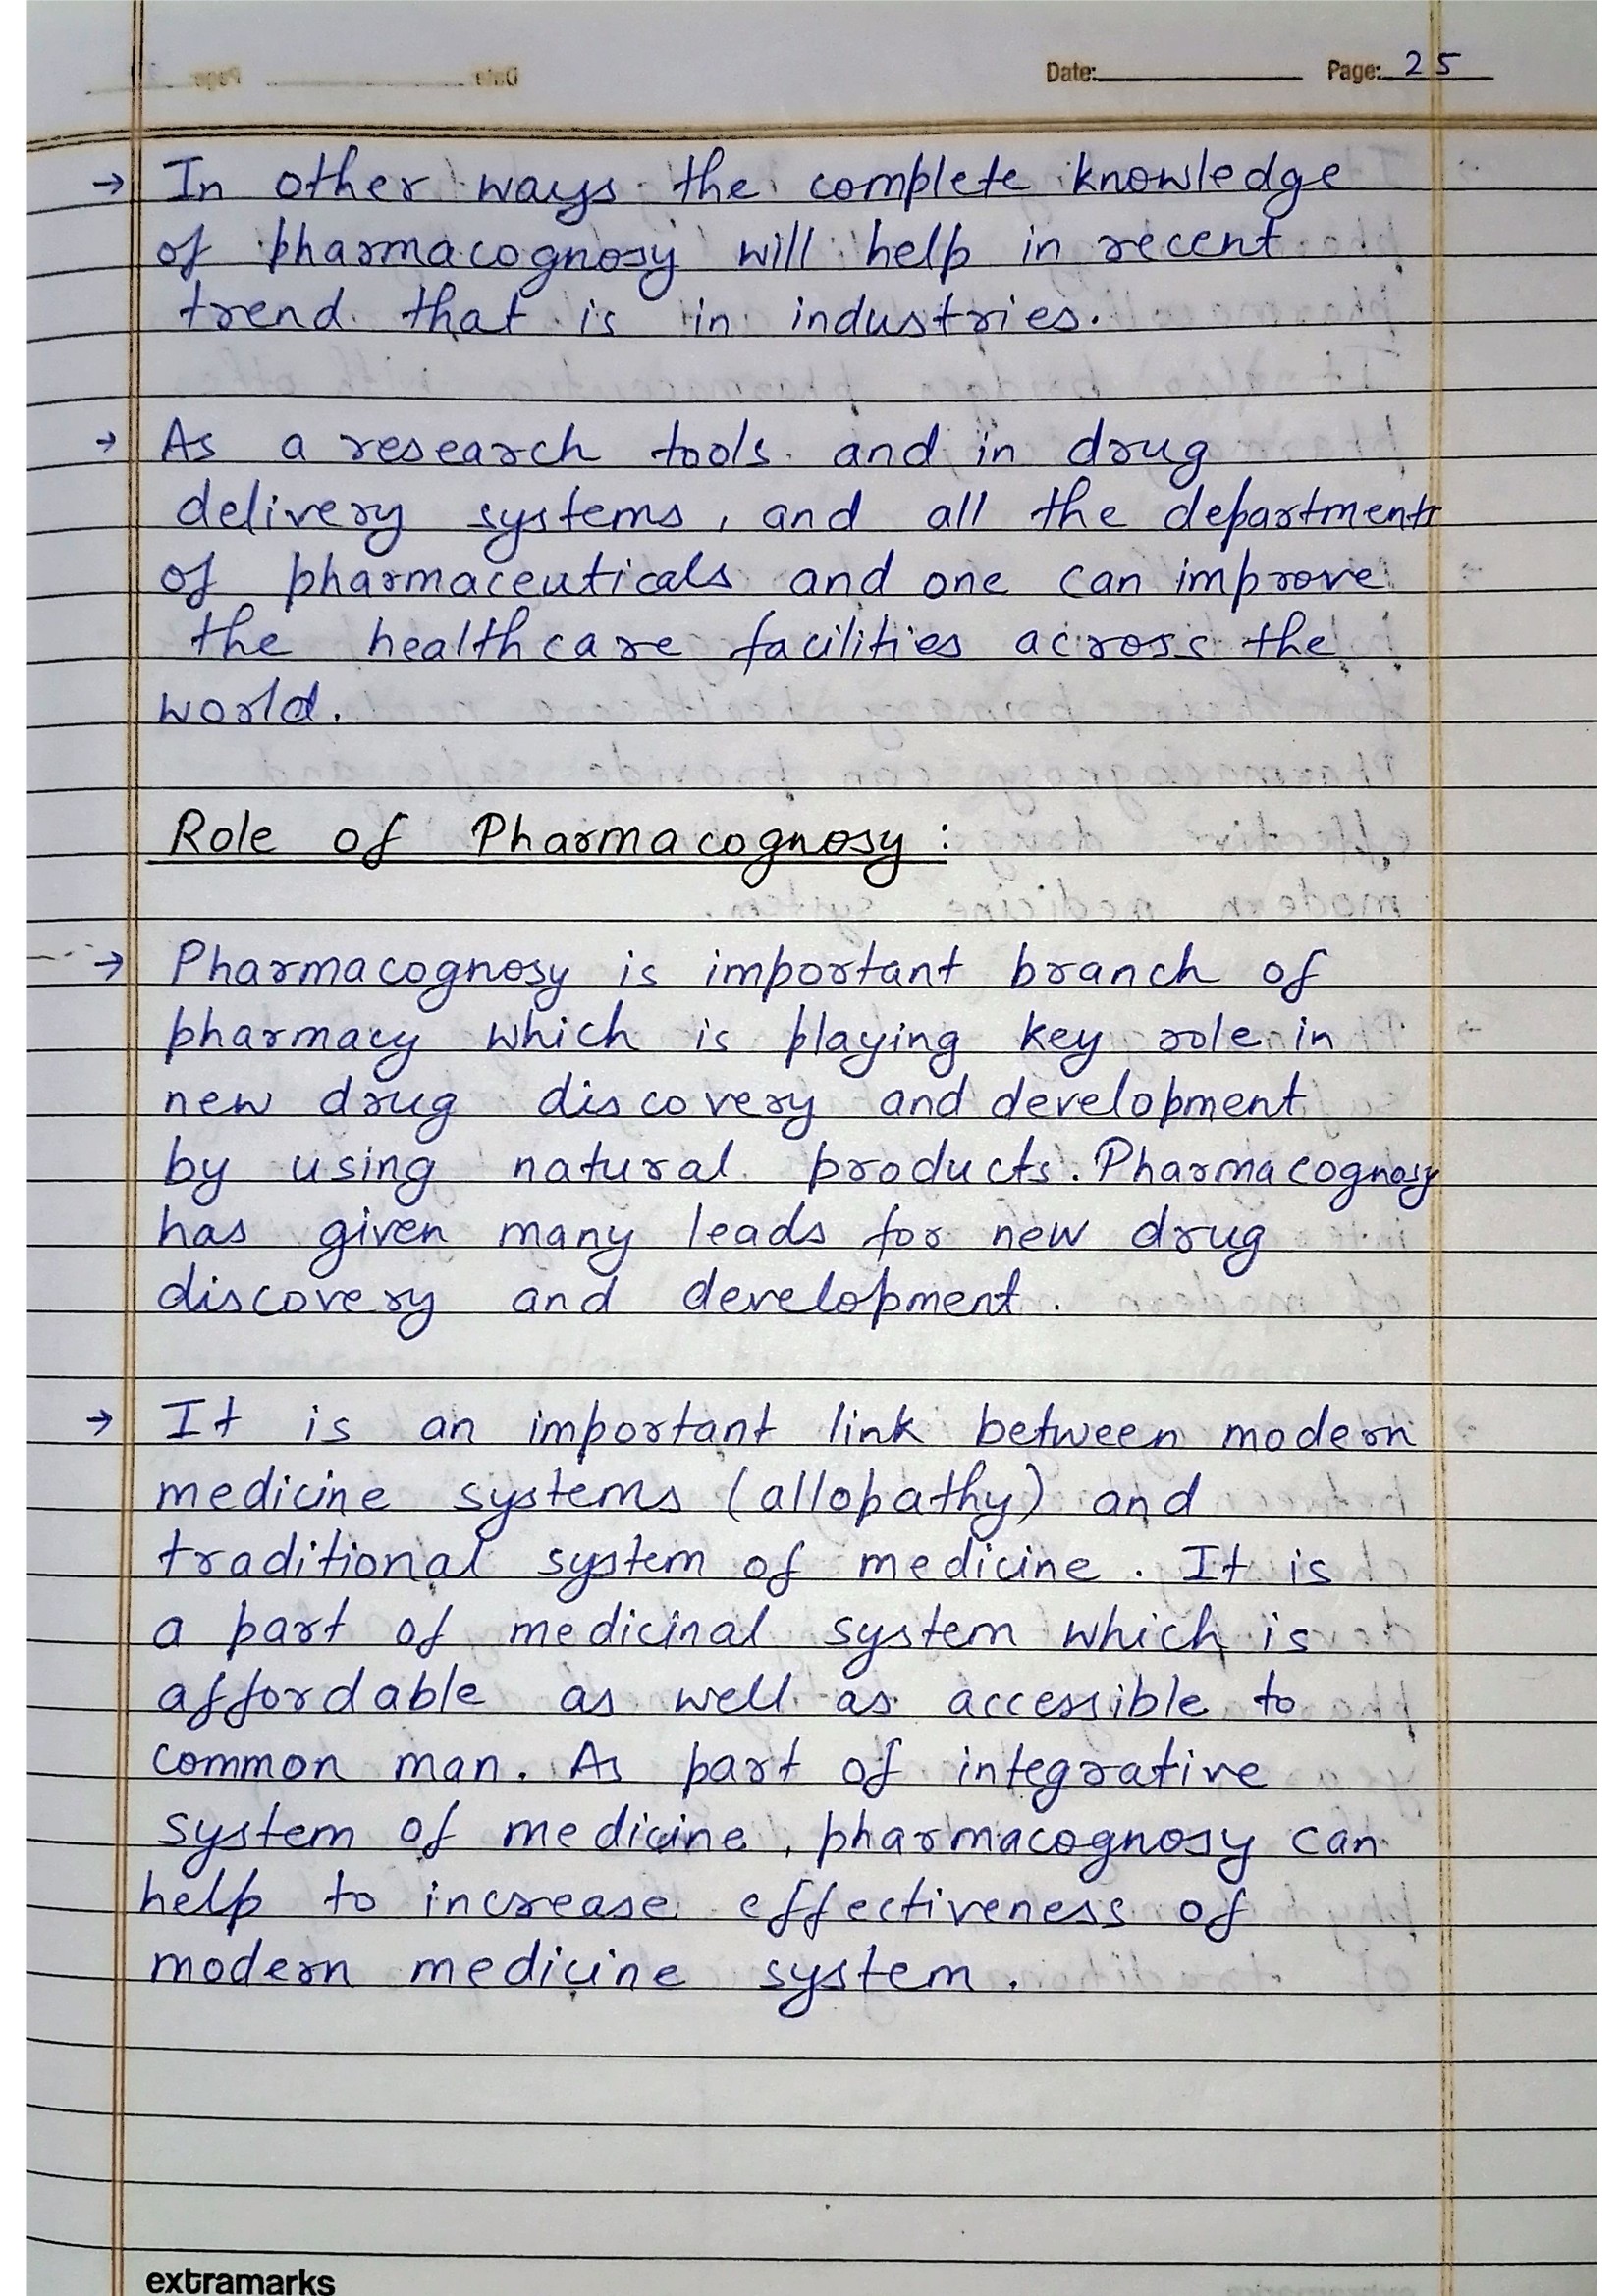 Date: Page: 25
→ In other ways the complete knowledge
of pharmacognosy will help in recent
trend that is in industries.
→ As a research tools and in drug
delivery systems, and all the departments
of pharmaceuticals and one can improve
the healthcare facilities across the
world.
Role of Pharmacognosy:
→ Pharmacognosy is important branch of
pharmacy which is playing key role in
new drug discovery and development
by using natural products. Pharmacognosy
has given many leads for new drug
discovery and development.
→ It is an important link between modern
medicine systems (allopathy) and
traditional system of medicine. It is
a part of medicinal system which is
affordable as well as accessible to
common man. As part of integrative
system of medicine, pharmacognosy can
help to increase effectiveness of
modern medicine system.
extramarks